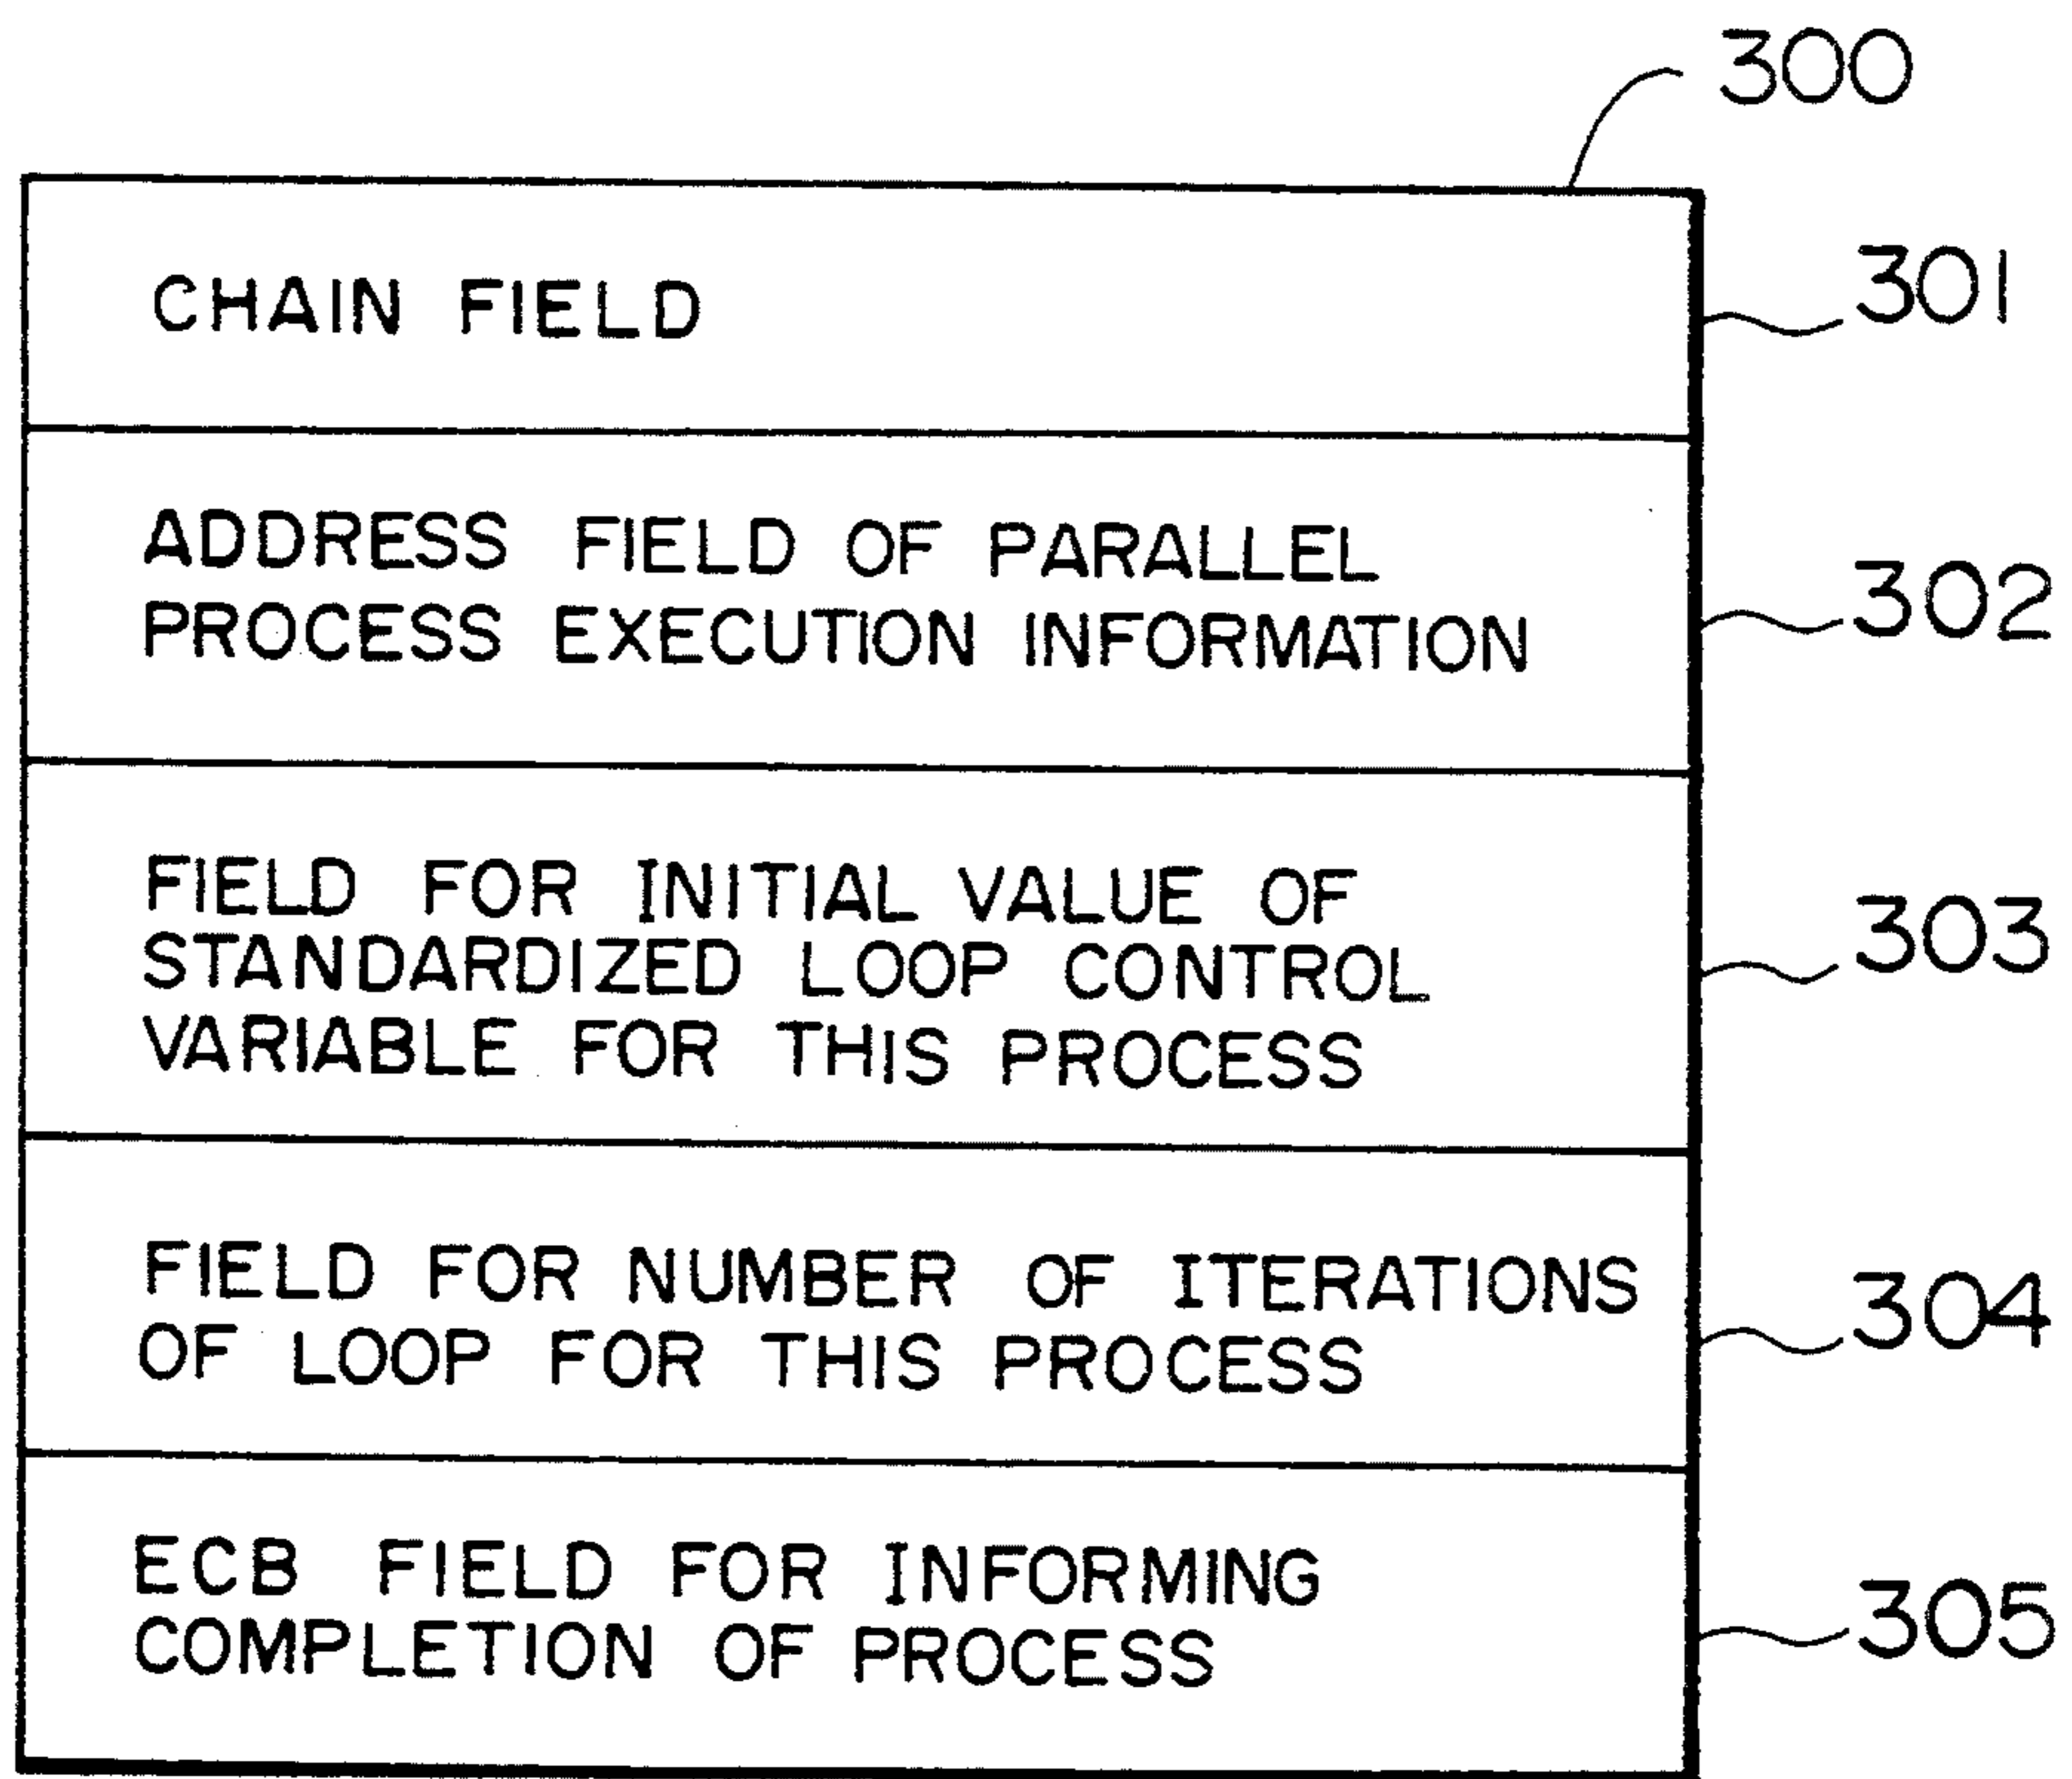 300
CHAIN FIELD
301
ADDRESS FIELD OF PARALLEL
PROCESS EXECUTION INFORMATION
302
FIELD FOR INITIAL VALUE OF
STANDARDIZED LOOP CONTROL
VARIABLE FOR THIS PROCESS
303
FIELD FOR NUMBER OF ITERATIONS
OF LOOP FOR THIS PROCESS
304
ECB FIELD FOR INFORMING
COMPLETION OF PROCESS
305